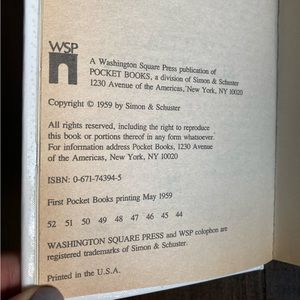 WSP
A Washington Square Press publication of
POCKET BOOKS, a division of Simon & Schuster
1230 Avenue of the Americas, New York, NY 10020
Copyright © 1959 by Simon & Schuster
All rights reserved, including the right to reproduce
this book or portions thereof in any form whatsoever.
For information address Pocket Books, 1230 Avenue
of the Americas, New York, NY 10020
ISBN: 0-671-74394-5
First Pocket Books printing May 1959
52 51 50 49 48 47 46 45 44
WASHINGTON SQUARE PRESS and WSP colophon are
registered trademarks of Simon & Schuster.
Printed in the U.S.A.